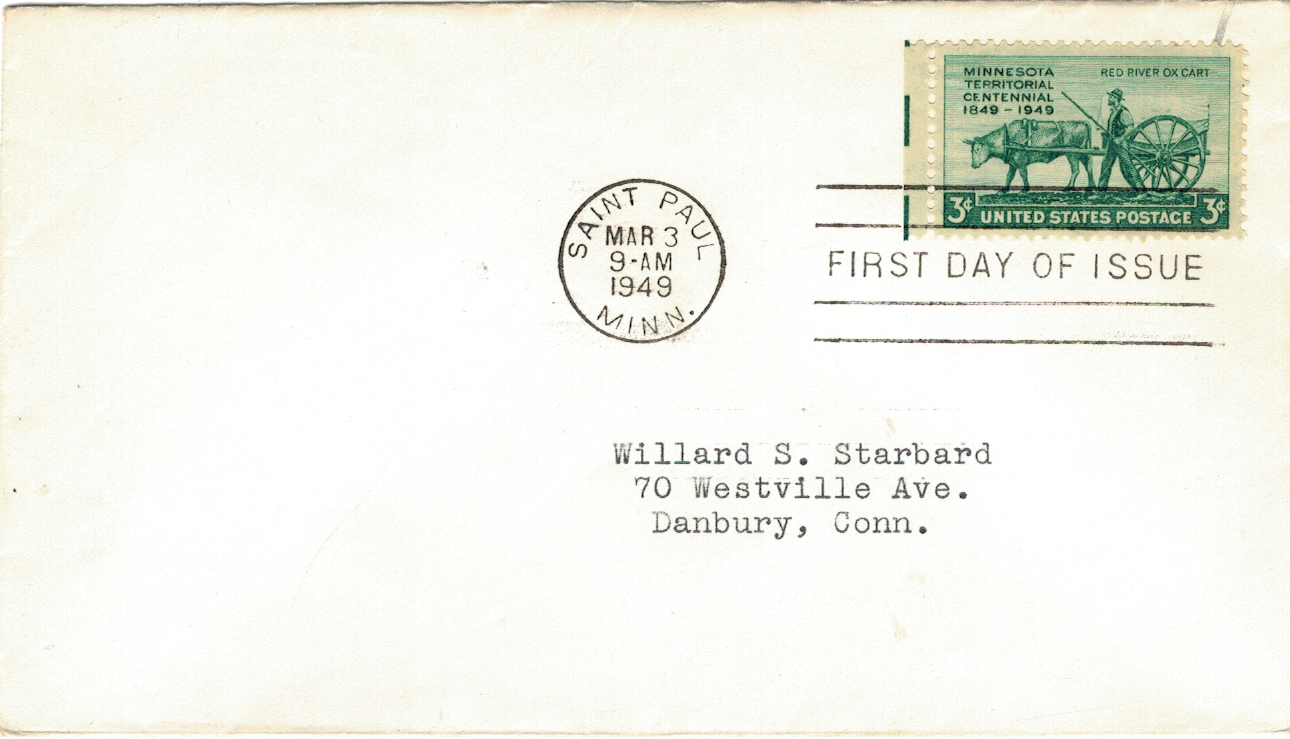 MINNESOTA
TERRITORIAL
CENTENNIAL
1849 - 1949
RED RIVER OX CART
3¢ UNITED STATES POSTAGE 3¢
SAINT PAUL
MAR 3
9-AM
1949
MINN.
FIRST DAY OF ISSUE
Willard S. Starbard
70 Westville Ave.
Danbury, Conn.